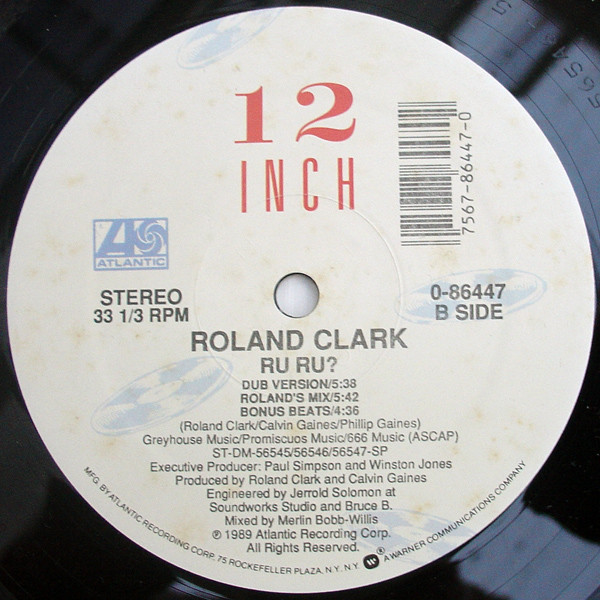 12
INCH
7567-86447-0
ATLANTIC
STEREO
33 1/3 RPM
0-86447
B SIDE
ROLAND CLARK
RU RU?
DUB VERSION/5:38
ROLAND'S MIX/5:42
BONUS BEATS/4:36
(Roland Clark/Calvin Gaines/Phillip Gaines)
Greyhouse Music/Promiscuos Music/666 Music (ASCAP)
ST-DM-56545/56546/56547-SP
Executive Producer: Paul Simpson and Winston Jones
Produced by Roland Clark and Calvin Gaines
Engineered by Jerrold Solomon at
Soundworks Studio and Bruce B.
Mixed by Merlin Bobb-Willis
℗ 1989 Atlantic Recording Corp.
All Rights Reserved.
MFG. BY ATLANTIC RECORDING CORP., 75 ROCKEFELLER PLAZA, N.Y. N.Y. A WARNER COMMUNICATIONS COMPANY